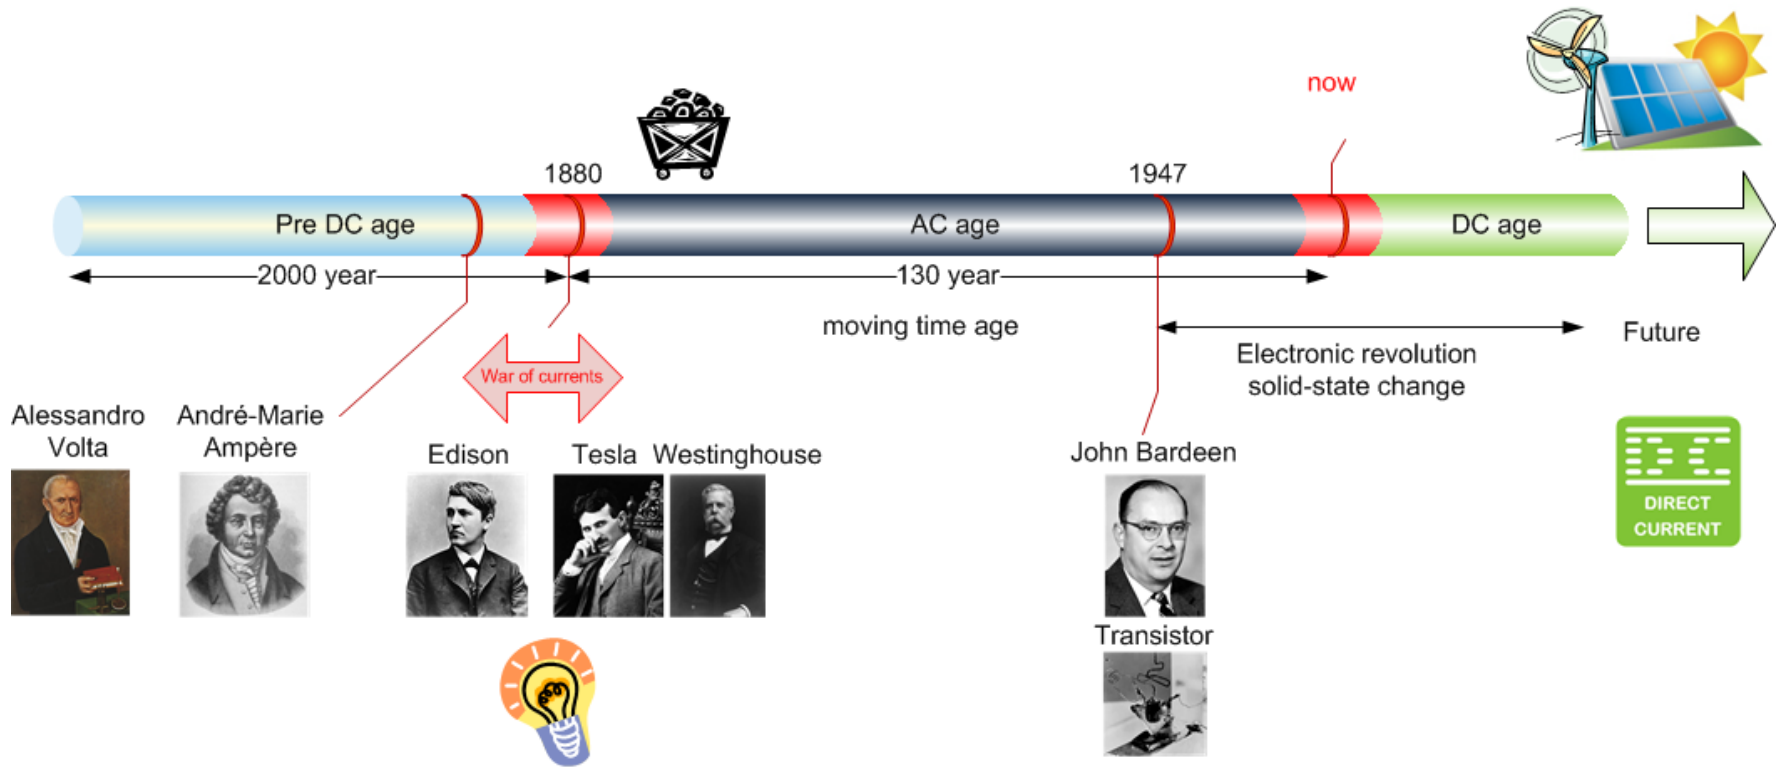 now
1880
1947
Pre DC age
AC age
DC age
2000 year
130 year
moving time age
Future
Electronic revolution
solid-state change
War of currents
Alessandro
Volta
André-Marie
Ampère
Edison
Tesla
Westinghouse
John Bardeen
Transistor
DC
DIRECT
CURRENT